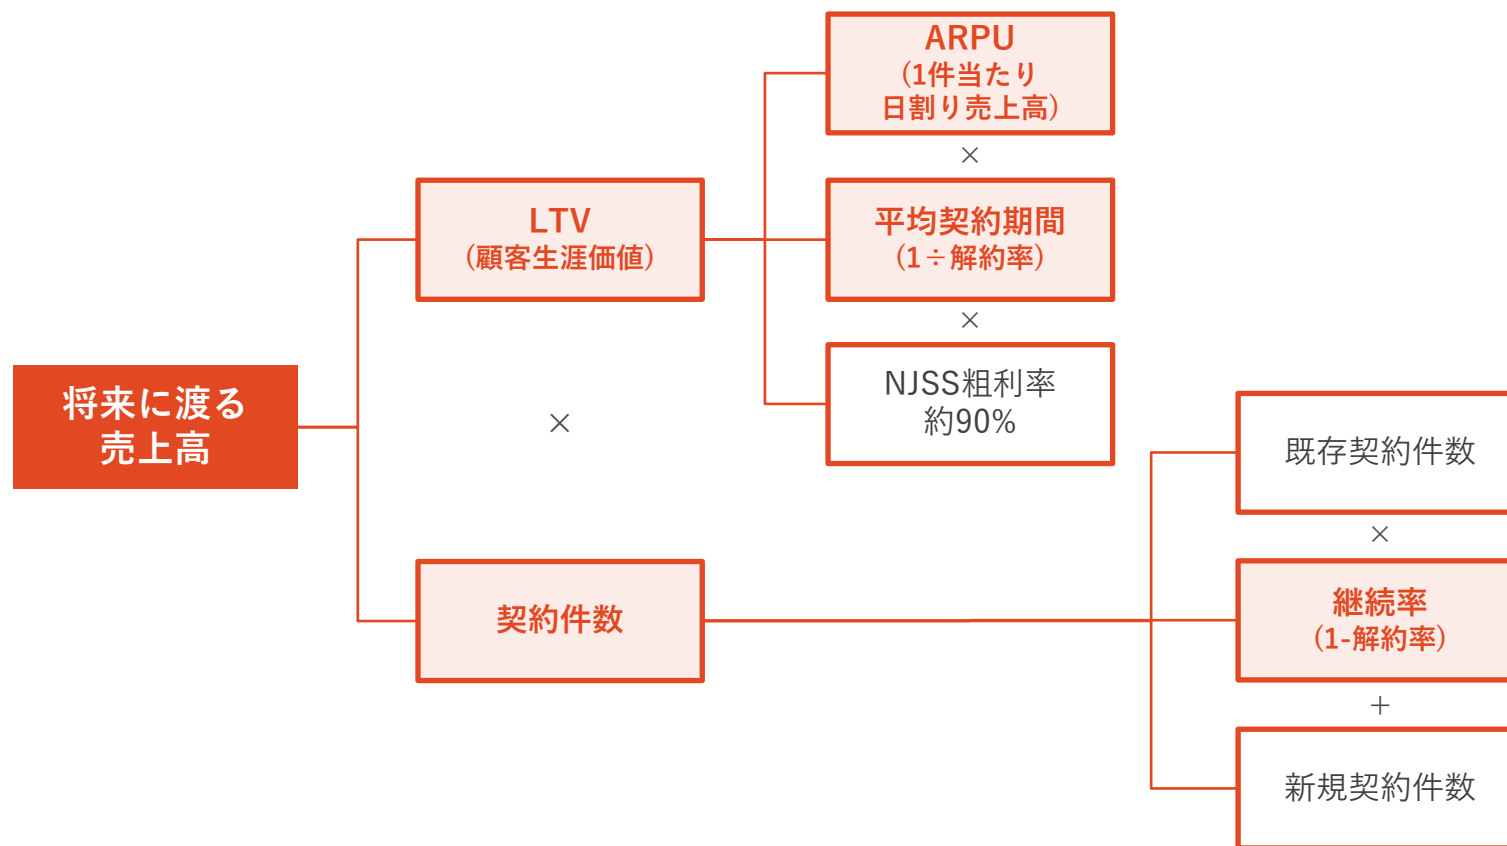 ARPU
(1件当たり
日割り売上高)
×
平均契約期間
(1÷解約率)
×
NJSS粗利率
約90%
LTV
(顧客生涯価値)
×
契約件数
将来に渡る
売上高
既存契約件数
×
継続率
(1-解約率)
+
新規契約件数